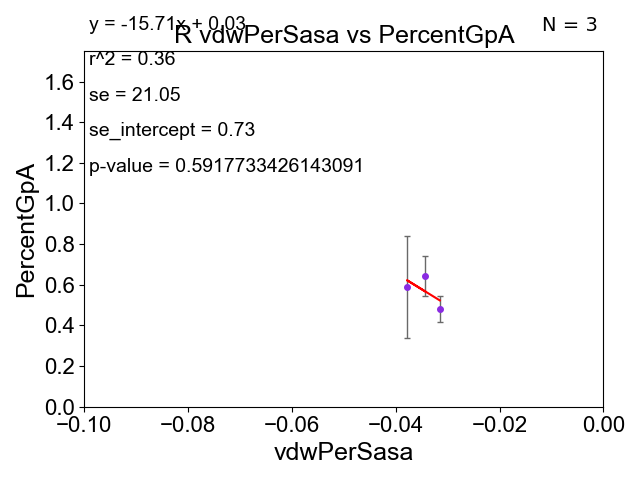 y = -15.71x + 0.03
R vdwPerSasa vs PercentGpA
N = 3
r^2 = 0.36
se = 21.05
se_intercept = 0.73
p-value = 0.5917733426143091
PercentGpA
1.6
1.4
1.2
1.0
0.8
0.6
0.4
0.2
0.0
−0.10 −0.08 −0.06 −0.04 −0.02 0.00
vdwPerSasa